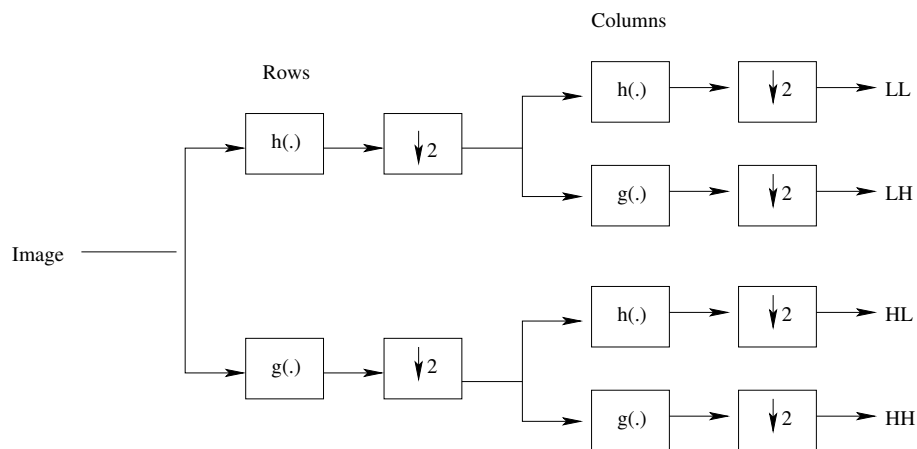 Columns
Rows
h(.) 2 LL
h(.) 2
g(.) 2 LH
Image
h(.) 2 HL
g(.) 2
g(.) 2 HH